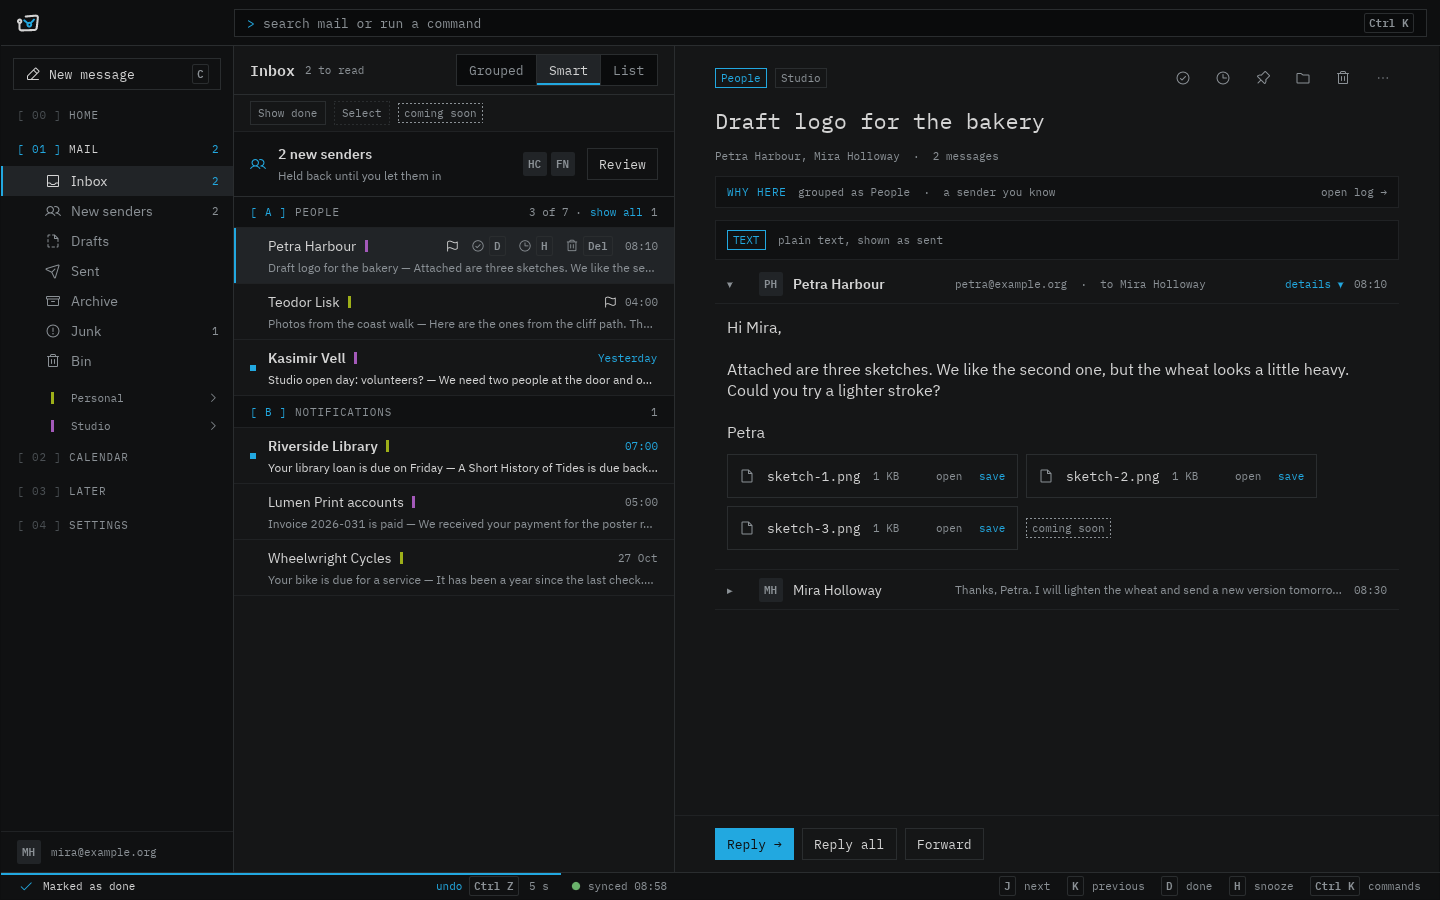 > search mail or run a command Ctrl K
New message C
[ 00 ] HOME
[ 01 ] MAIL 2
Inbox 2
New senders 2
Drafts
Sent
Archive
Junk 1
Bin
Personal
Studio
[ 02 ] CALENDAR
[ 03 ] LATER
[ 04 ] SETTINGS
MH mira@example.org
Inbox 2 to read Grouped Smart List
Show done Select coming soon
2 new senders
Held back until you let them in
HC FN Review
[ A ] PEOPLE 3 of 7 · show all 1
Petra Harbour D H Del 08:10
Draft logo for the bakery — Attached are three sketches. We like the se...
Teodor Lisk 04:00
Photos from the coast walk — Here are the ones from the cliff path. Th...
Kasimir Vell Yesterday
Studio open day: volunteers? — We need two people at the door and o...
[ B ] NOTIFICATIONS 1
Riverside Library 07:00
Your library loan is due on Friday — A Short History of Tides is due back...
Lumen Print accounts 05:00
Invoice 2026-031 is paid — We received your payment for the poster r...
Wheelwright Cycles 27 Oct
Your bike is due for a service — It has been a year since the last check....
People Studio
Draft logo for the bakery
Petra Harbour, Mira Holloway · 2 messages
WHY HERE grouped as People · a sender you know open log →
TEXT plain text, shown as sent
▾ PH Petra Harbour petra@example.org · to Mira Holloway details ▾ 08:10
Hi Mira,
Attached are three sketches. We like the second one, but the wheat looks a little heavy.
Could you try a lighter stroke?
Petra
sketch-1.png 1 KB open save
sketch-2.png 1 KB open save
sketch-3.png 1 KB open save
coming soon
▸ MH Mira Holloway Thanks, Petra. I will lighten the wheat and send a new version tomorro... 08:30
Reply → Reply all Forward
Marked as done undo Ctrl Z 5 s synced 08:58 J next K previous D done H snooze Ctrl K commands